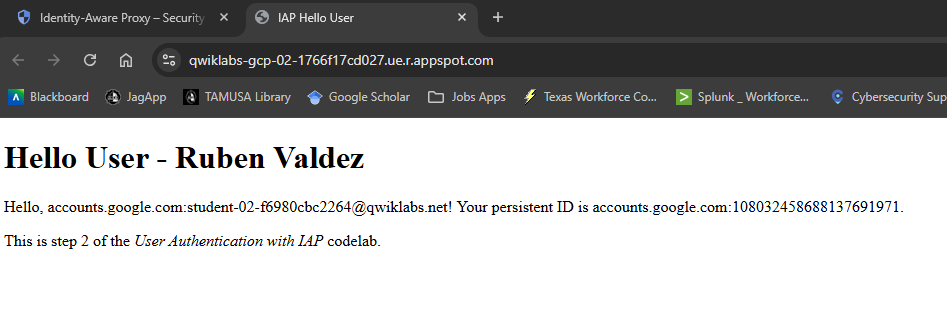 Identity-Aware Proxy – Security
IAP Hello User
qwiklabs-gcp-02-1766f17cd027.ue.r.appspot.com
Blackboard JagApp TAMUSA Library Google Scholar Jobs Apps Texas Workforce Co... Splunk _ Workforce... Cybersecurity Sup
Hello User - Ruben Valdez
Hello, accounts.google.com:student-02-f6980cbc2264@qwiklabs.net! Your persistent ID is accounts.google.com:108032458688137691971.
This is step 2 of the User Authentication with IAP codelab.